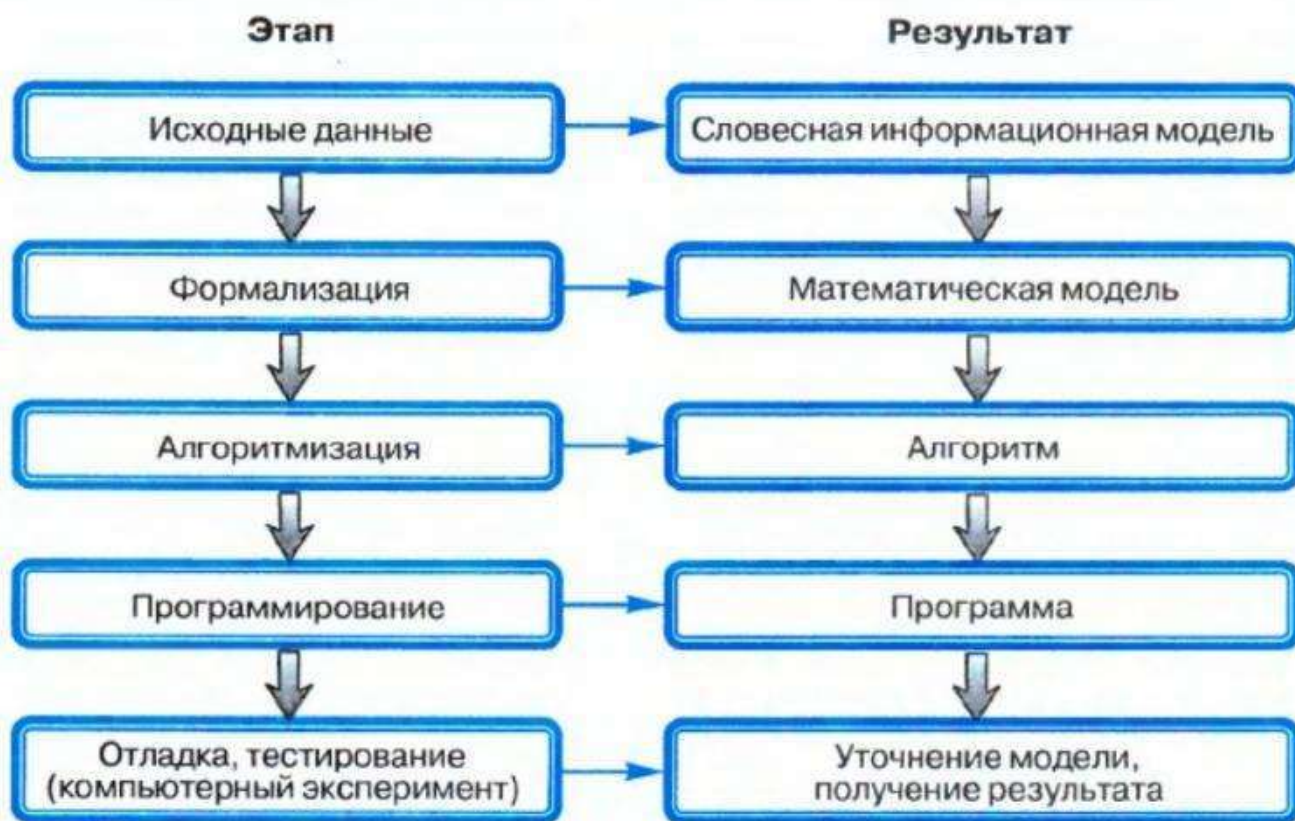 Этап
Результат
Исходные данные
Словесная информационная модель
Формализация
Математическая модель
Алгоритмизация
Алгоритм
Программирование
Программа
Отладка, тестирование
(компьютерный эксперимент)
Уточнение модели,
получение результата